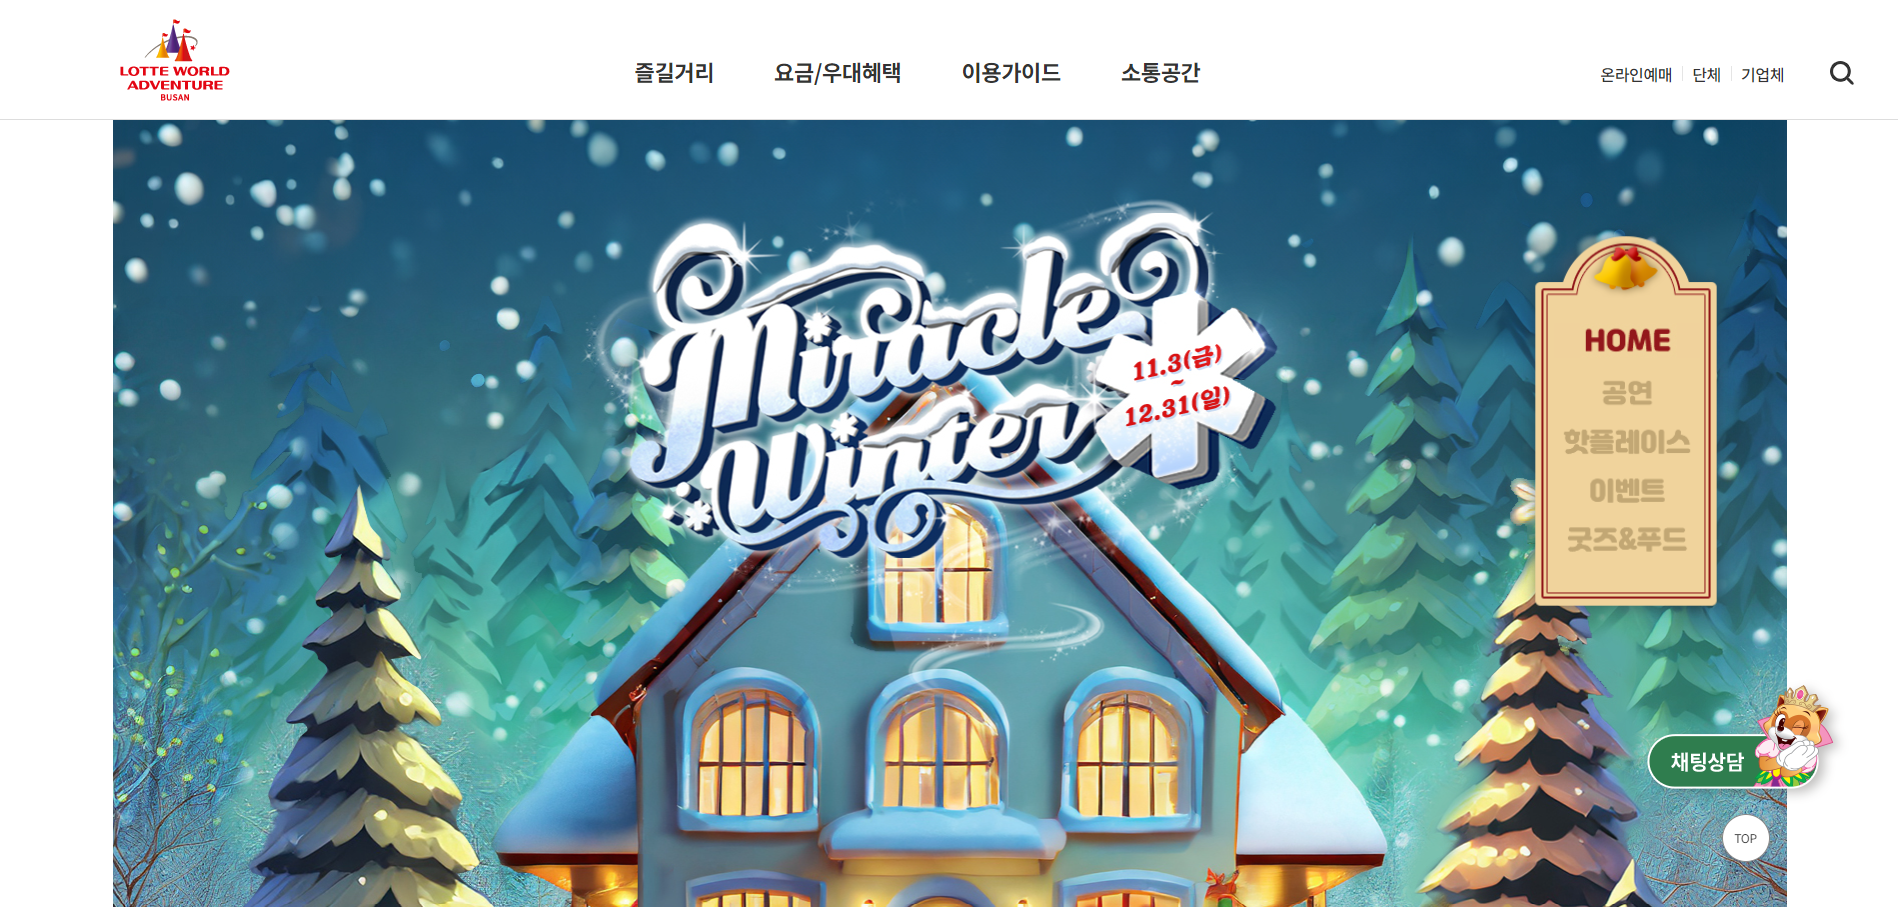 LOTTE WORLD
ADVENTURE
BUSAN
즐길거리 요금/우대혜택 이용가이드 소통공간
온라인예매 단체 기업체
Miracle
Winter
11.3(금)
~
12.31(일)
HOME
공연
핫플레이스
이벤트
굿즈&푸드
채팅상담
TOP